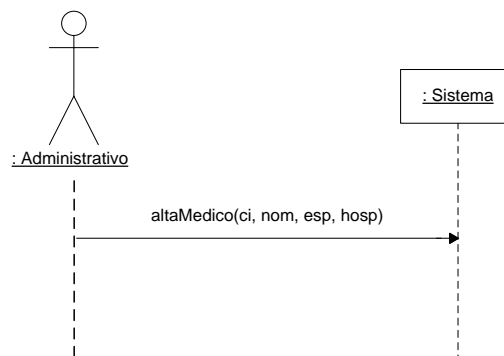 : Sistema
: Administrativo
altaMedico(ci, nom, esp, hosp)